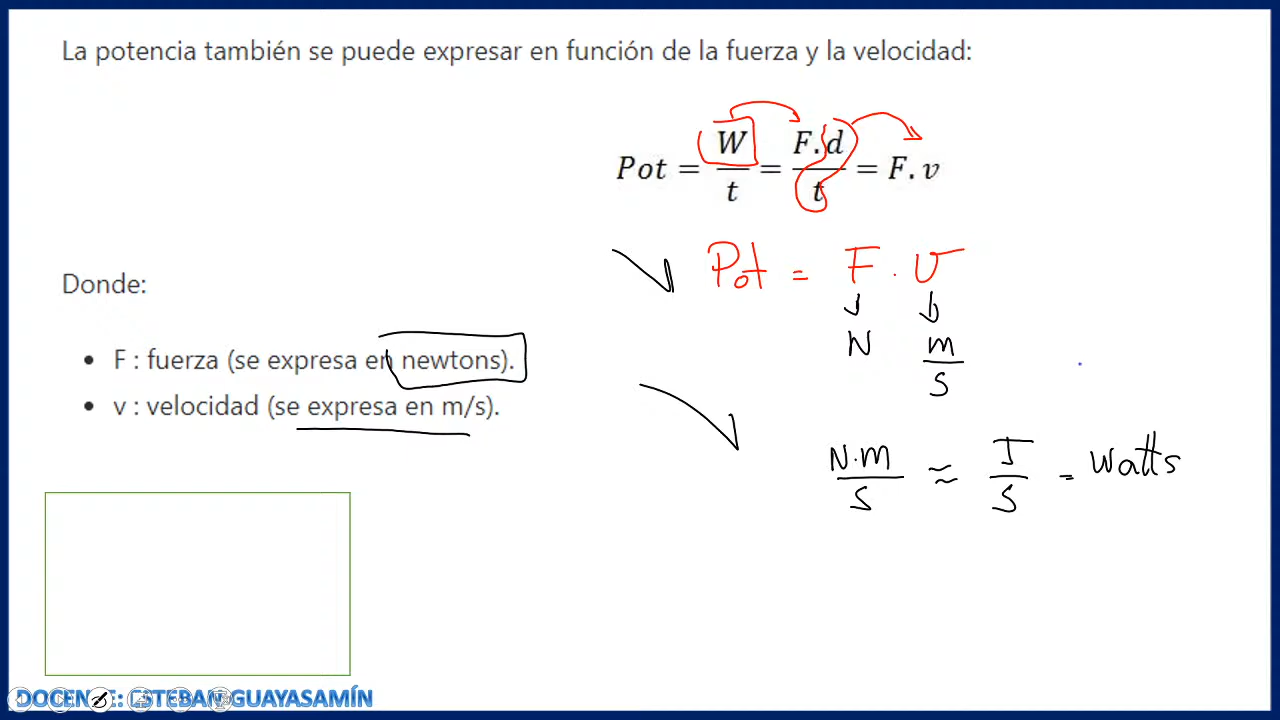 La potencia también se puede expresar en función de la fuerza y la velocidad:
Pot = W/t = F.d/t = F.v
Pot = F . v
N m/s
Donde:
• F : fuerza (se expresa en newtons).
• v : velocidad (se expresa en m/s).
N.m/s ≈ J/s = watts
DOCENTE: ESTEBAN GUAYASAMÍN